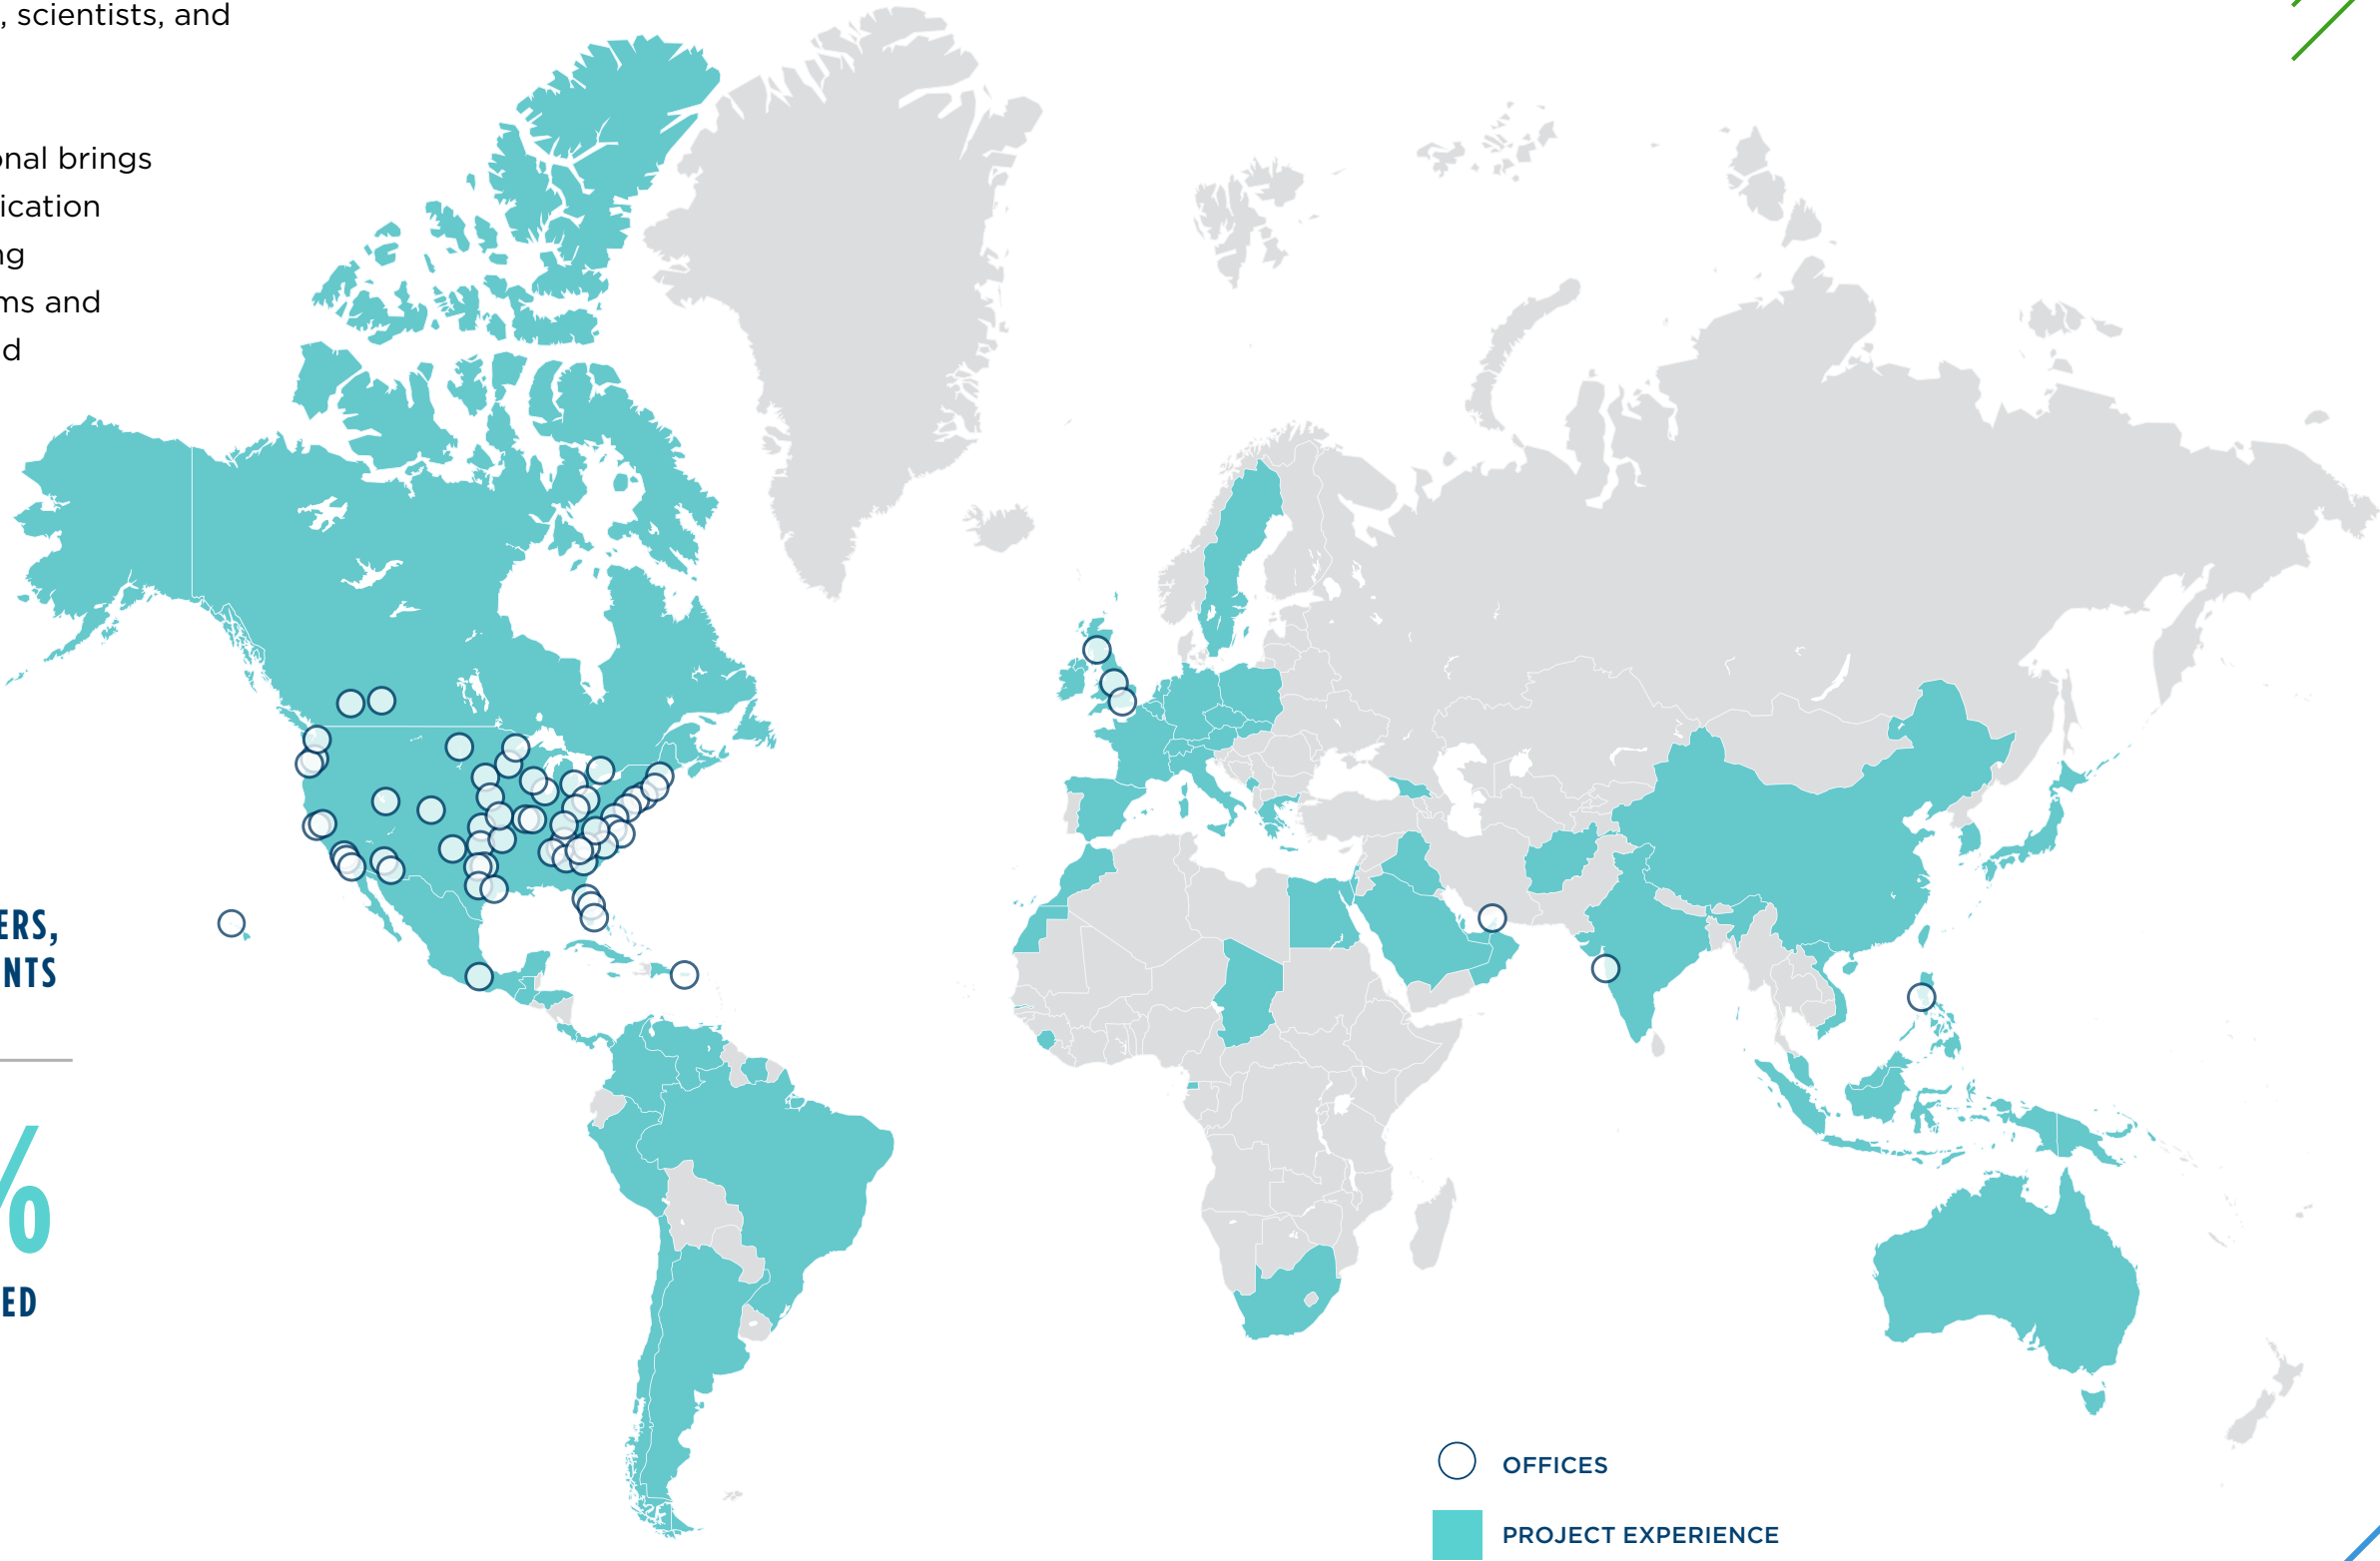 , scientists, and
onal brings
ication
ng
ms and
d
ERS,
NTS
%
ED
OFFICES
PROJECT EXPERIENCE